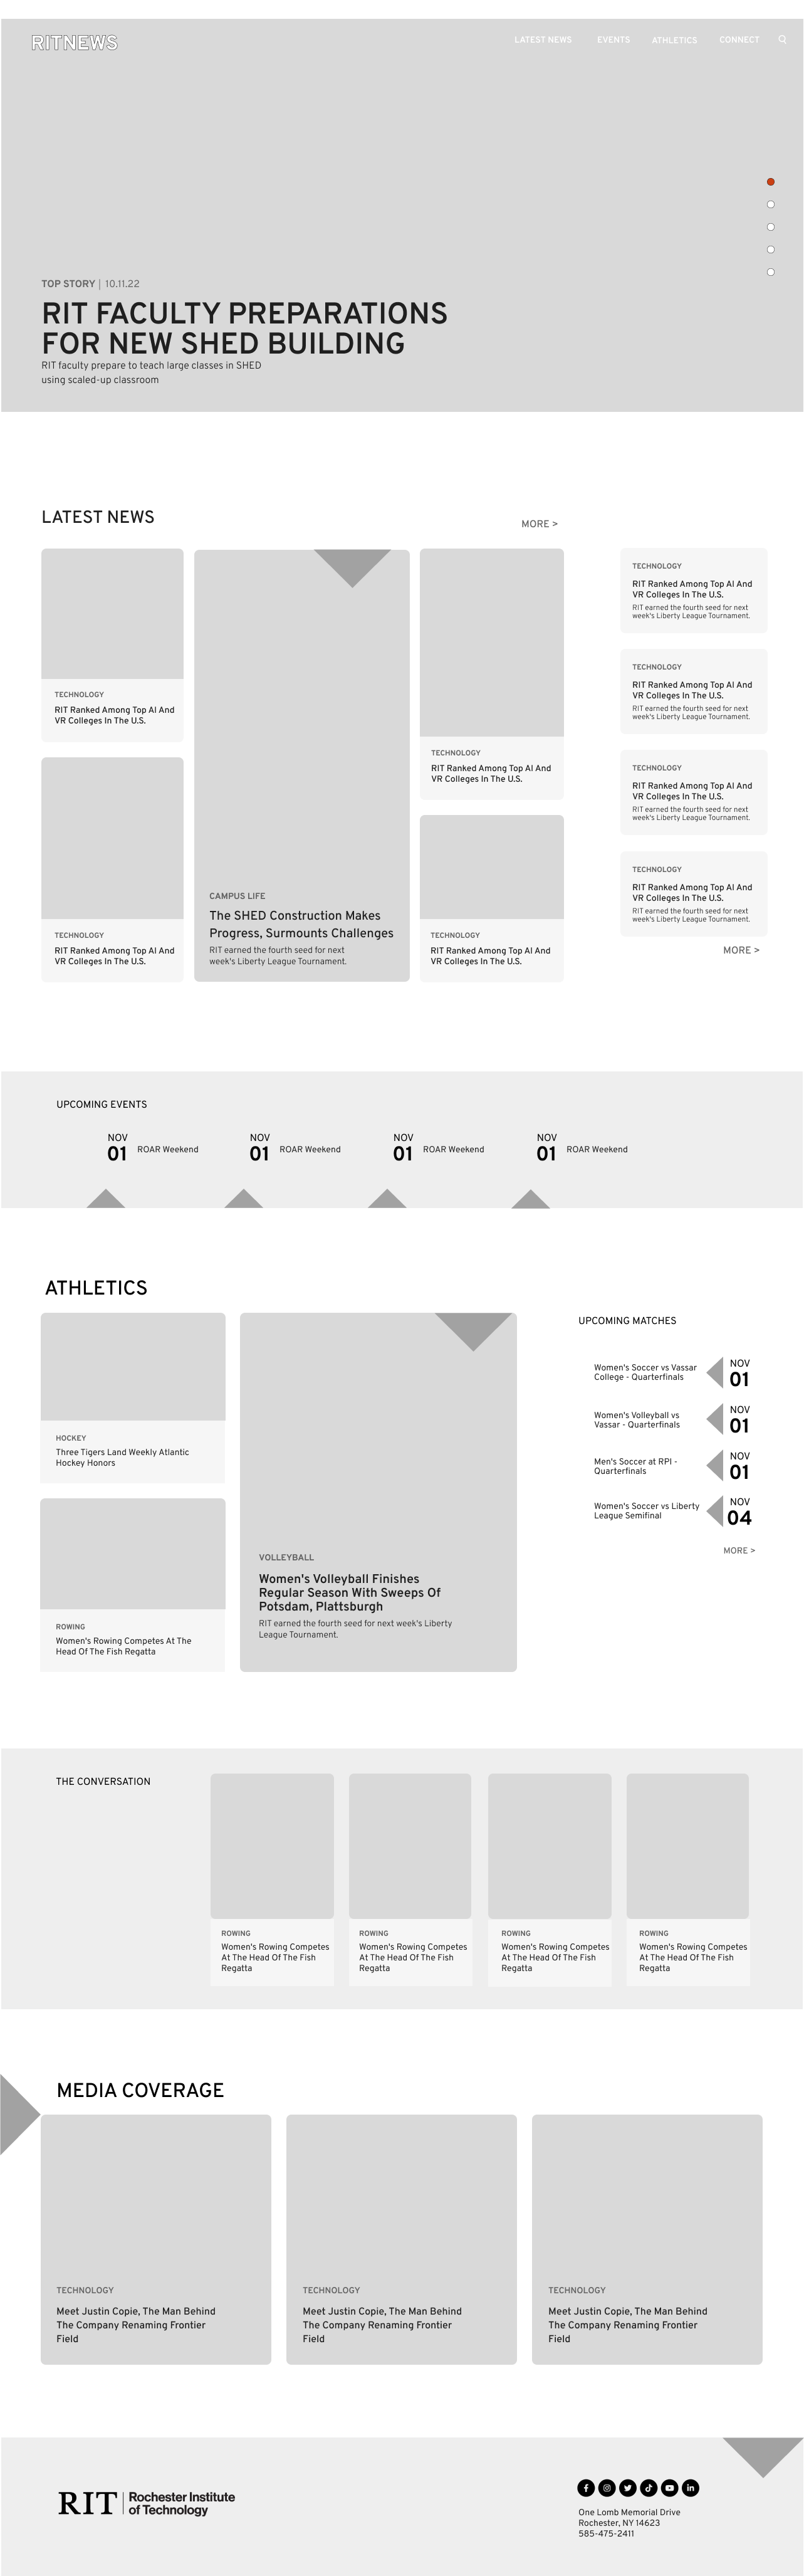 RITNEWS
LATEST NEWS
EVENTS
ATHLETICS
CONNECT
TOP STORY | 10.11.22
RIT FACULTY PREPARATIONS
FOR NEW SHED BUILDING
RIT faculty prepare to teach large classes in SHED
using scaled-up classroom
LATEST NEWS
MORE >
TECHNOLOGY
RIT Ranked Among Top AI And
VR Colleges In The U.S.
TECHNOLOGY
RIT Ranked Among Top AI And
VR Colleges In The U.S.
CAMPUS LIFE
The SHED Construction Makes
Progress, Surmounts Challenges
RIT earned the fourth seed for next
week's Liberty League Tournament.
TECHNOLOGY
RIT Ranked Among Top AI And
VR Colleges In The U.S.
TECHNOLOGY
RIT Ranked Among Top AI And
VR Colleges In The U.S.
TECHNOLOGY
RIT Ranked Among Top AI And
VR Colleges In The U.S.
RIT earned the fourth seed for next
week's Liberty League Tournament.
TECHNOLOGY
RIT Ranked Among Top AI And
VR Colleges In The U.S.
RIT earned the fourth seed for next
week's Liberty League Tournament.
TECHNOLOGY
RIT Ranked Among Top AI And
VR Colleges In The U.S.
RIT earned the fourth seed for next
week's Liberty League Tournament.
TECHNOLOGY
RIT Ranked Among Top AI And
VR Colleges In The U.S.
RIT earned the fourth seed for next
week's Liberty League Tournament.
MORE >
UPCOMING EVENTS
NOV
01
ROAR Weekend
NOV
01
ROAR Weekend
NOV
01
ROAR Weekend
NOV
01
ROAR Weekend
ATHLETICS
HOCKEY
Three Tigers Land Weekly Atlantic
Hockey Honors
ROWING
Women's Rowing Competes At The
Head Of The Fish Regatta
VOLLEYBALL
Women's Volleyball Finishes
Regular Season With Sweeps Of
Potsdam, Plattsburgh
RIT earned the fourth seed for next week's Liberty
League Tournament.
UPCOMING MATCHES
Women's Soccer vs Vassar
College - Quarterfinals
NOV
01
Women's Volleyball vs
Vassar - Quarterfinals
NOV
01
Men's Soccer at RPI -
Quarterfinals
NOV
01
Women's Soccer vs Liberty
League Semifinal
NOV
04
MORE >
THE CONVERSATION
ROWING
Women's Rowing Competes
At The Head Of The Fish
Regatta
ROWING
Women's Rowing Competes
At The Head Of The Fish
Regatta
ROWING
Women's Rowing Competes
At The Head Of The Fish
Regatta
ROWING
Women's Rowing Competes
At The Head Of The Fish
Regatta
MEDIA COVERAGE
TECHNOLOGY
Meet Justin Copie, The Man Behind
The Company Renaming Frontier
Field
TECHNOLOGY
Meet Justin Copie, The Man Behind
The Company Renaming Frontier
Field
TECHNOLOGY
Meet Justin Copie, The Man Behind
The Company Renaming Frontier
Field
RIT | Rochester Institute
of Technology
One Lomb Memorial Drive
Rochester, NY 14623
585-475-2411